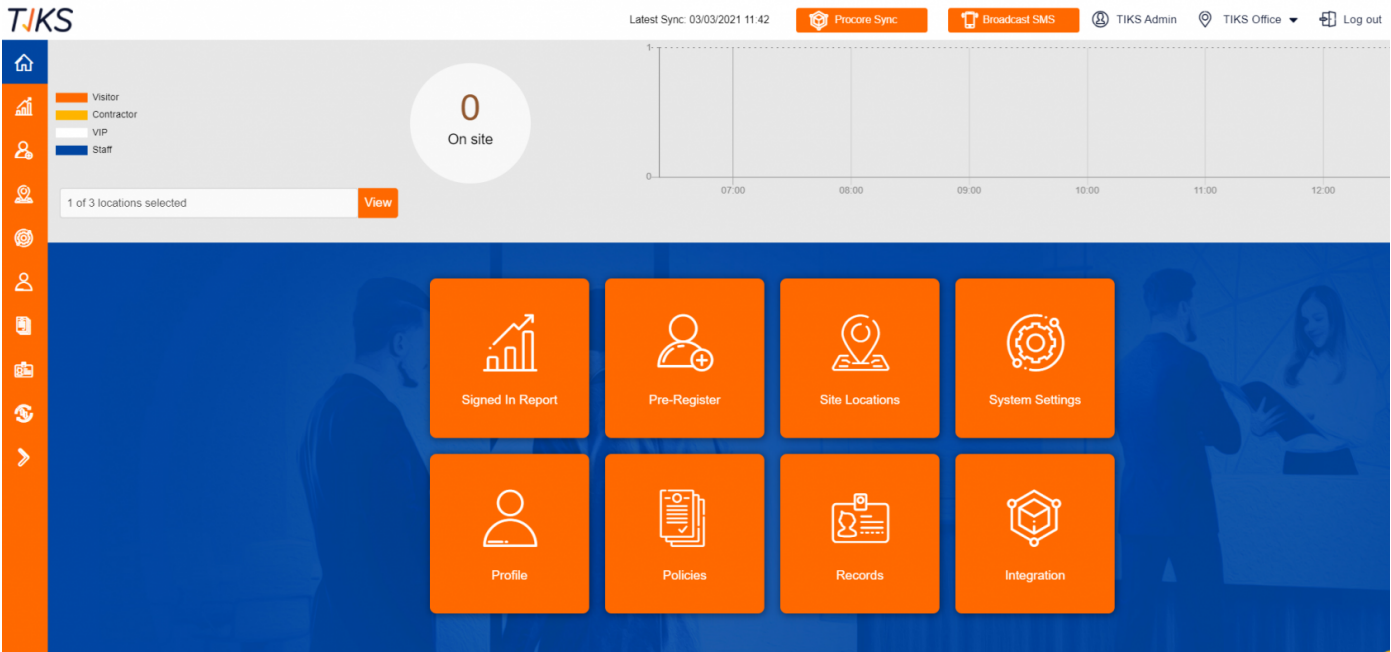 TIKS
Latest Sync: 03/03/2021 11:42
Procore Sync
Broadcast SMS
TIKS Admin
TIKS Office
Log out
Visitor
Contractor
VIP
Staff
0
On site
1 of 3 locations selected
View
1
0
07:00
08:00
09:00
10:00
11:00
12:00
Signed In Report
Pre-Register
Site Locations
System Settings
Profile
Policies
Records
Integration